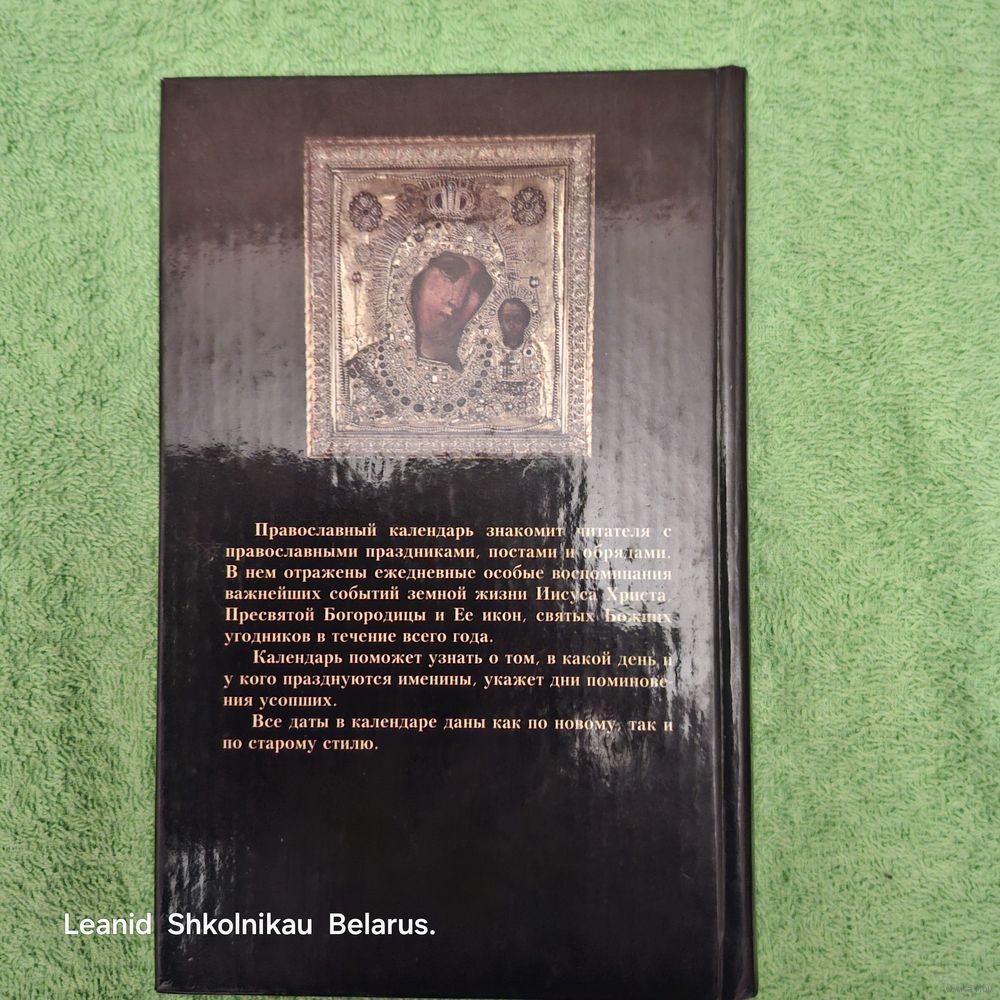 Православный календарь знакомит читателя с
православными праздниками, постами и обрядами.
В нем отражены ежедневные особые воспоминания
важнейших событий земной жизни Иисуса Христа,
Пресвятой Богородицы и Ее икон, святых Божиих
угодников в течение всего года.
Календарь поможет узнать о том, в какой день и
у кого празднуются именины, укажет дни поминове-
ния усопших.
Все даты в календаре даны как по новому, так и
по старому стилю.
Leanid Shkolnikau Belarus.